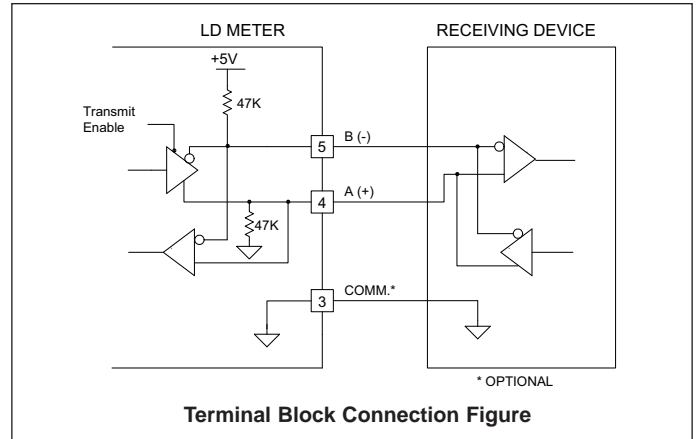 LD METER
RECEIVING DEVICE
+5V
47K
Transmit
Enable
5
B (-)
4
A (+)
47K
3
COMM.*
* OPTIONAL
Terminal Block Connection Figure